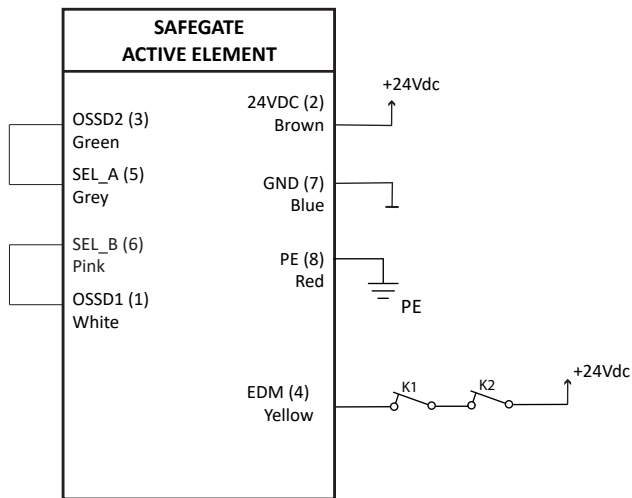 SAFEGATE
ACTIVE ELEMENT
OSSD2 (3)
Green
SEL_A (5)
Grey
SEL_B (6)
Pink
OSSD1 (1)
White
24VDC (2)
Brown
+24Vdc
GND (7)
Blue
PE (8)
Red
PE
EDM (4)
Yellow
K1
K2
+24Vdc